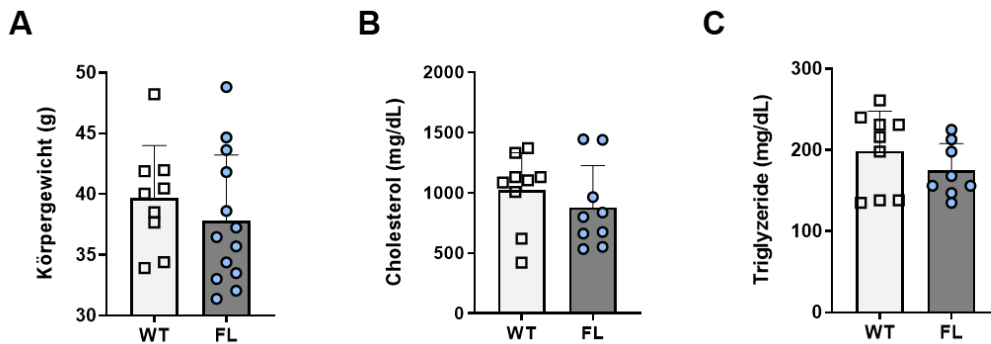 A
Körpergewicht (g)
50
45
40
35
30
WT
FL
B
Cholesterol (mg/dL)
2000
1500
1000
500
0
WT
FL
C
Triglyzeride (mg/dL)
300
200
100
0
WT
FL